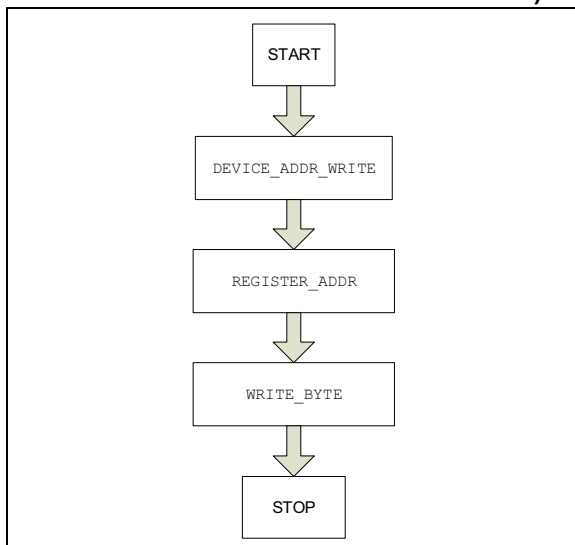 START
DEVICE_ADDR_WRITE
REGISTER_ADDR
WRITE_BYTE
STOP